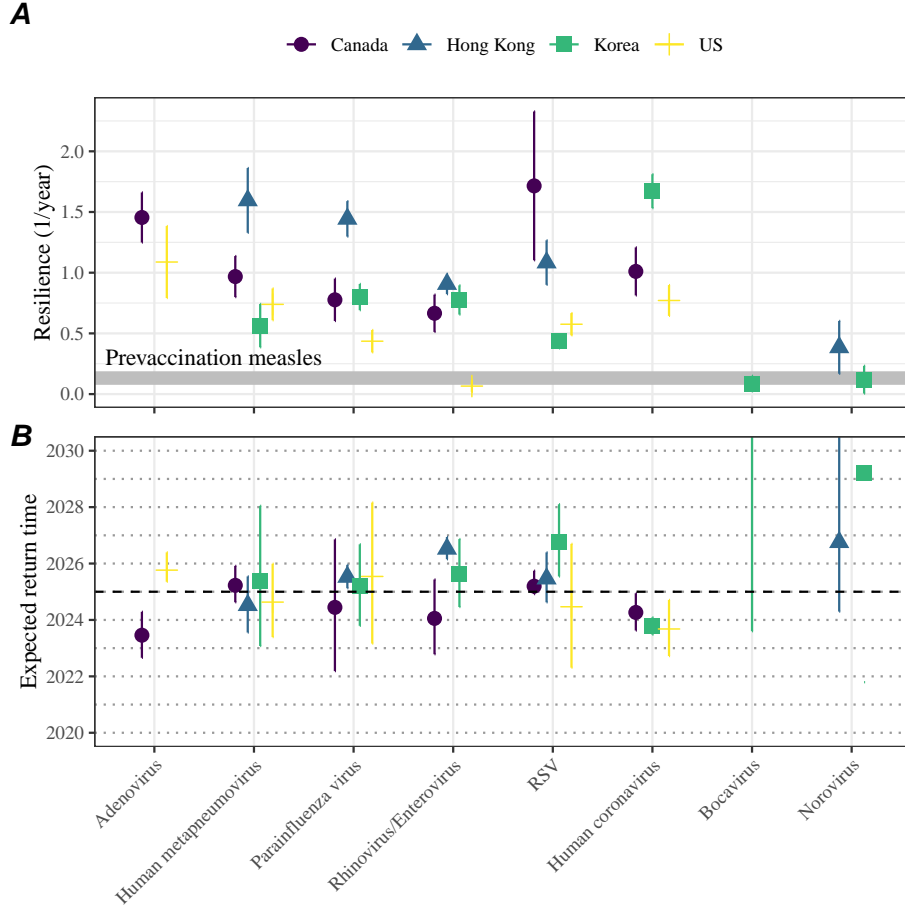 A
Canada Hong Kong Korea US
Resilience (1/year)
2.0
1.5
1.0
0.5
0.0
Prevaccination measles
B
Expected return time
2030
2028
2026
2024
2022
2020
Adenovirus
Human metapneumovirus
Parainfluenza virus
Rhinovirus/Enterovirus
RSV
Human coronavirus
Bocavirus
Norovirus